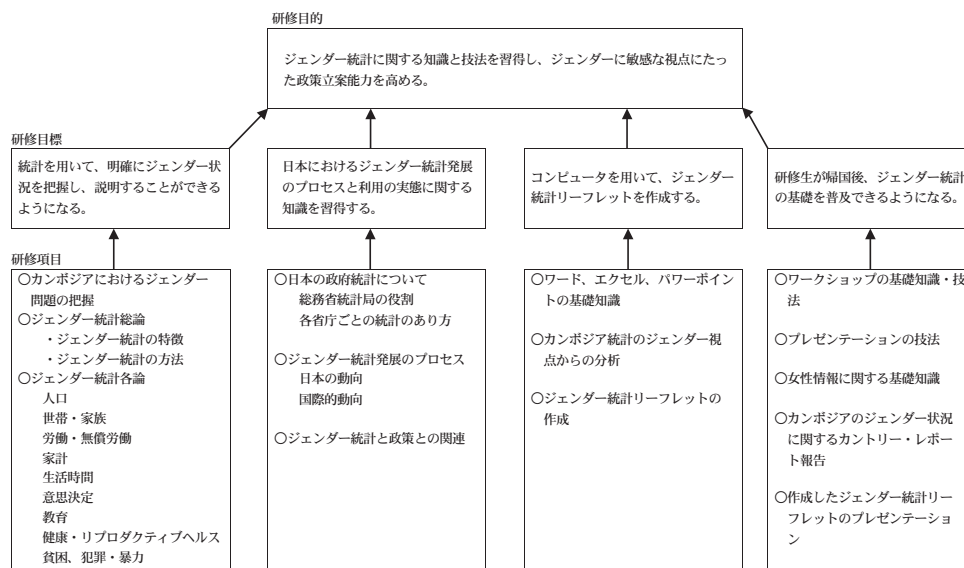 研修目的
ジェンダー統計に関する知識と技法を習得し、ジェンダーに敏感な視点にたっ
た政策立案能力を高める。
研修目標
統計を用いて、明確にジェンダー状
況を把握し、説明することができる
ようになる。
日本におけるジェンダー統計発展
のプロセスと利用の実態に関する
知識を習得する。
コンピュータを用いて、ジェンダー
統計リーフレットを作成する。
研修生が帰国後、ジェンダー統計
の基礎を普及できるようになる。
研修項目
〇カンボジアにおけるジェンダー
問題の把握
〇ジェンダー統計総論
・ジェンダー統計の特徴
・ジェンダー統計の方法
〇ジェンダー統計各論
人口
世帯・家族
労働・無償労働
家計
生活時間
意思決定
教育
健康・リプロダクティブヘルス
貧困、犯罪・暴力
〇日本の政府統計について
総務省統計局の役割
各省庁ごとの統計のあり方
〇ジェンダー統計発展のプロセス
日本の動向
国際的動向
〇ジェンダー統計と政策との関連
〇ワード、エクセル、パワーポイン
トの基礎知識
〇カンボジア統計のジェンダー視
点からの分析
〇ジェンダー統計リーフレットの
作成
〇ワークショップの基礎知識・技
法
〇プレゼンテーションの技法
〇女性情報に関する基礎知識
〇カンボジアのジェンダー状況
に関するカントリー・レポー
ト報告
〇作成したジェンダー統計リー
フレットのプレゼンテーショ
ン